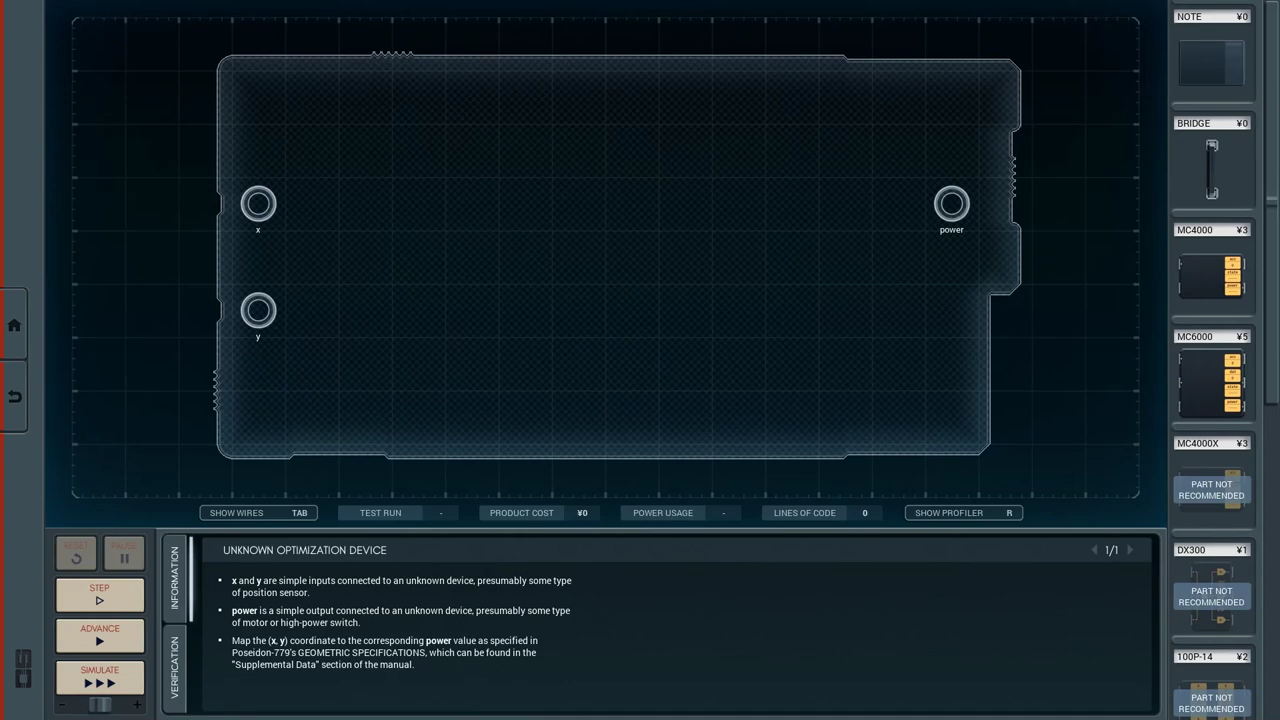 NOTE ¥0
BRIDGE ¥0
MC4000 ¥3
MC6000 ¥5
MC4000X ¥3
PART NOT
RECOMMENDED
DX300 ¥1
PART NOT
RECOMMENDED
100P-14 ¥2
PART NOT
RECOMMENDED
x
power
y
SHOW WIRES TAB
TEST RUN -
PRODUCT COST ¥0
POWER USAGE -
LINES OF CODE 0
SHOW PROFILER R
RESET
PAUSE
STEP
ADVANCE
SIMULATE
- +
INFORMATION
VERIFICATION
UNKNOWN OPTIMIZATION DEVICE
1/1
▪ x and y are simple inputs connected to an unknown device, presumably some type
of position sensor.
▪ power is a simple output connected to an unknown device, presumably some type
of motor or high-power switch.
▪ Map the (x, y) coordinate to the corresponding power value as specified in
Poseidon-779's GEOMETRIC SPECIFICATIONS, which can be found in the
"Supplemental Data" section of the manual.